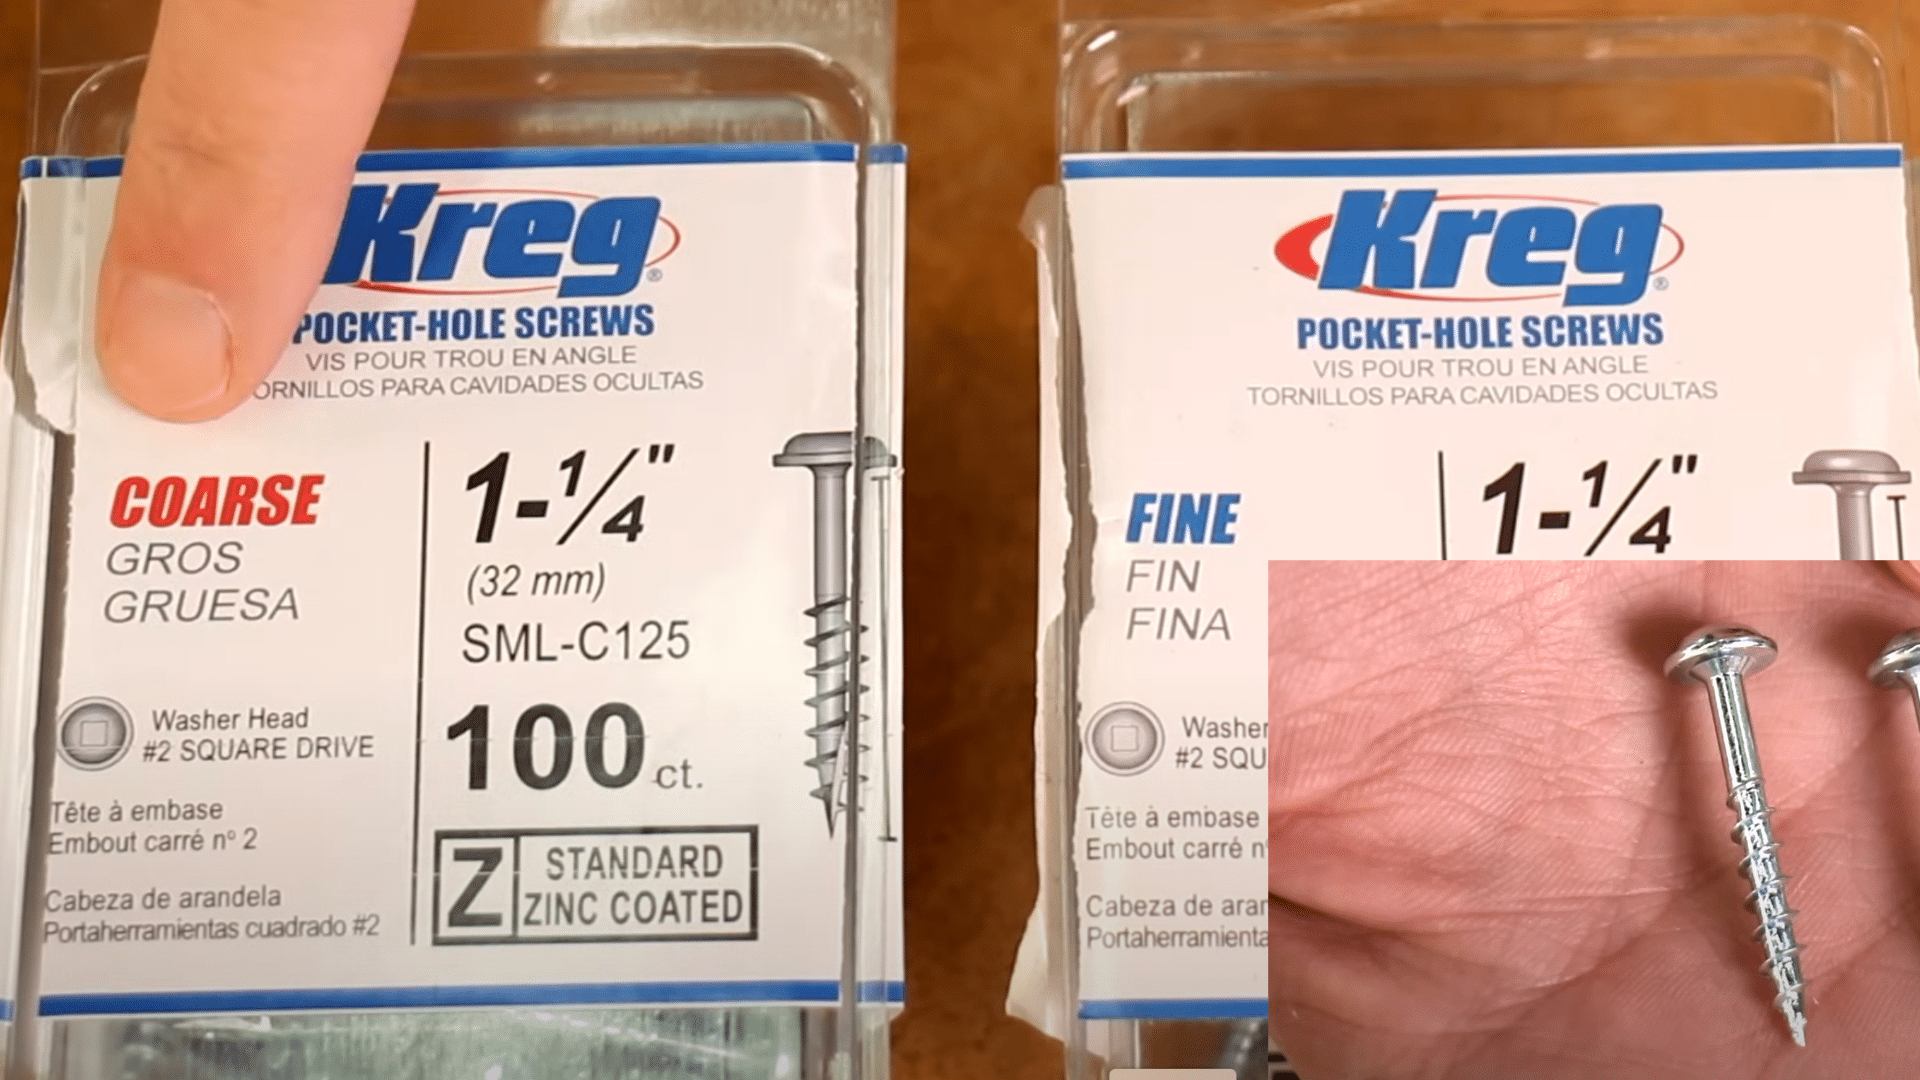 Kreg®
POCKET-HOLE SCREWS
VIS POUR TROU EN ANGLE
ORNILLOS PARA CAVIDADES OCULTAS
COARSE
GROS
GRUESA
1-1/4"
(32 mm)
SML-C125
100 ct.
Washer Head
#2 SQUARE DRIVE
Tête à embase
Embout carré nº 2
Cabeza de arandela
Portaherramientas cuadrado #2
Z STANDARD
ZINC COATED
Kreg®
POCKET-HOLE SCREWS
VIS POUR TROU EN ANGLE
TORNILLOS PARA CAVIDADES OCULTAS
FINE
FIN
FINA
1-1/4"
Washer
#2 SQU
Tête à embase
Embout carré n
Cabeza de arar
Portaherramienta